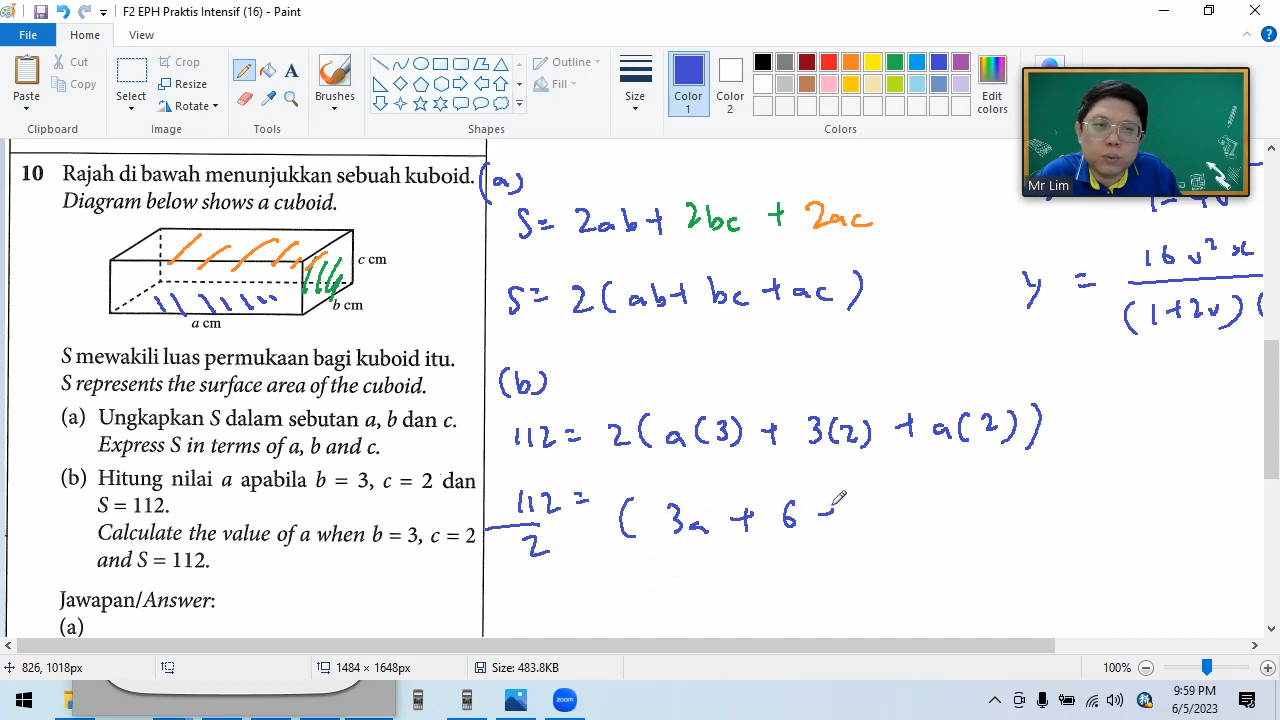 F2 EPH Praktis Intensif (16) - Paint
File Home View
Paste Cut Copy Clipboard
Select Crop Resize Rotate Image
Tools
Brushes
Outline Fill Shapes
Size
Color 1 Color 2 Edit colors Colors
Mr Lim
10 Rajah di bawah menunjukkan sebuah kuboid.
Diagram below shows a cuboid.
c cm
b cm
a cm
S mewakili luas permukaan bagi kuboid itu.
S represents the surface area of the cuboid.
(a) Ungkapkan S dalam sebutan a, b dan c.
Express S in terms of a, b and c.
(b) Hitung nilai a apabila b = 3, c = 2 dan
S = 112.
Calculate the value of a when b = 3, c = 2
and S = 112.
Jawapan/Answer:
(a)
(a)
S = 2ab + 2bc + 2ac
S = 2(ab + bc + ac)
(b)
112 = 2(a(3) + 3(2) + a(2))
112/2 = (3a + 6
y = 16v²x
(1+2v)(
826, 1018px 1484 × 1648px Size: 483.8KB 100%
zoom
9:59 PM
6/5/2023